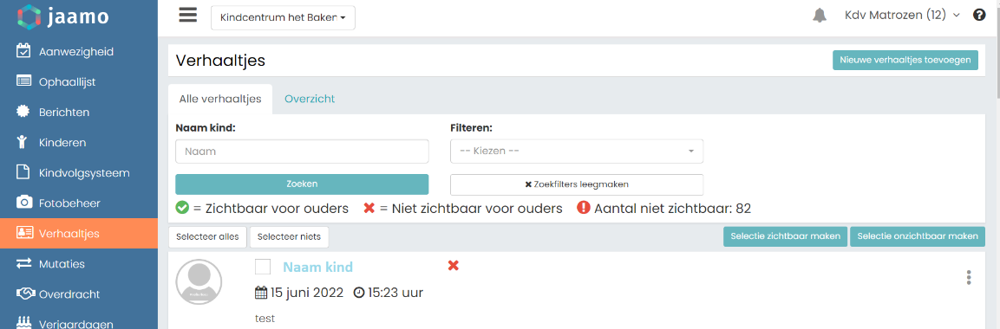 jaamo
Kindcentrum het Baken
Kdv Matrozen (12)
Aanwezigheid
Ophaallijst
Berichten
Kinderen
Kindvolgsysteem
Fotobeheer
Verhaaltjes
Mutaties
Overdracht
Verjaardagen
Verhaaltjes
Nieuwe verhaaltjes toevoegen
Alle verhaaltjes Overzicht
Naam kind: Filteren:
Naam -- Kiezen --
Zoeken Zoekfilters leegmaken
= Zichtbaar voor ouders = Niet zichtbaar voor ouders Aantal niet zichtbaar: 82
Selecteer alles Selecteer niets Selectie zichtbaar maken Selectie onzichtbaar maken
Naam kind
15 juni 2022 15:23 uur
test